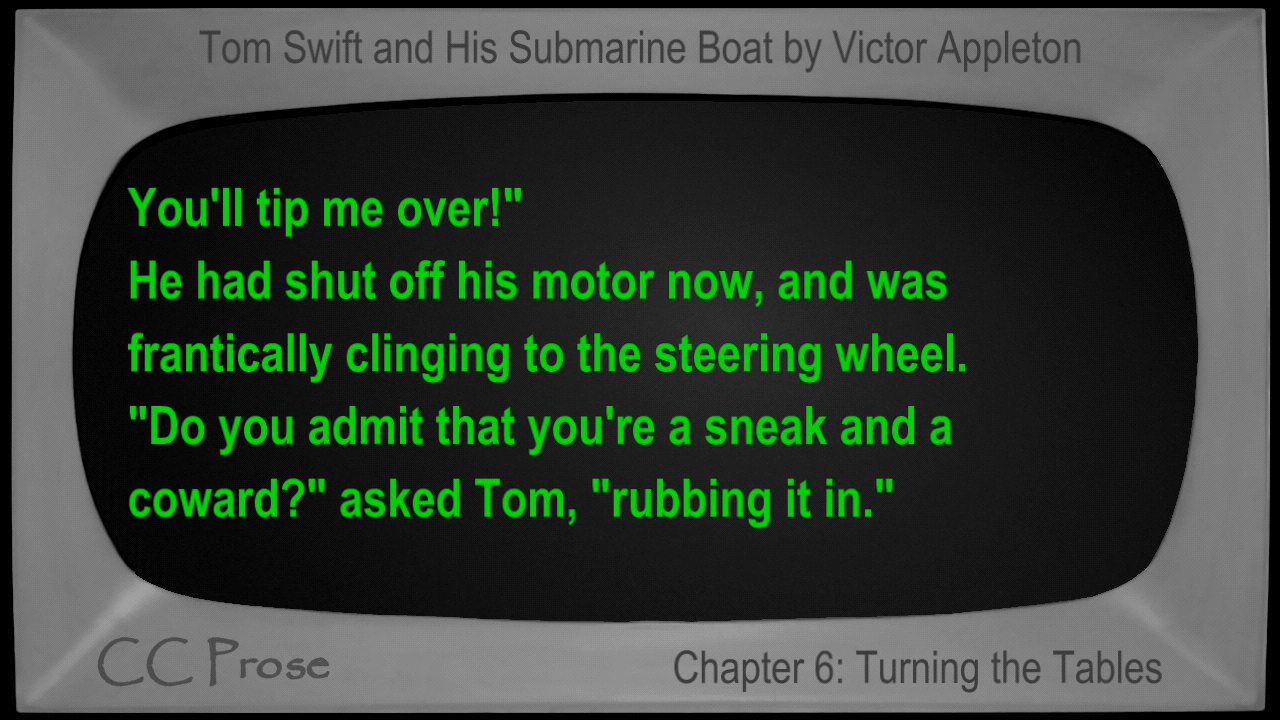 Tom Swift and His Submarine Boat by Victor Appleton
You'll tip me over!"
He had shut off his motor now, and was
frantically clinging to the steering wheel.
"Do you admit that you're a sneak and a
coward?" asked Tom, "rubbing it in."
CC Prose
Chapter 6: Turning the Tables